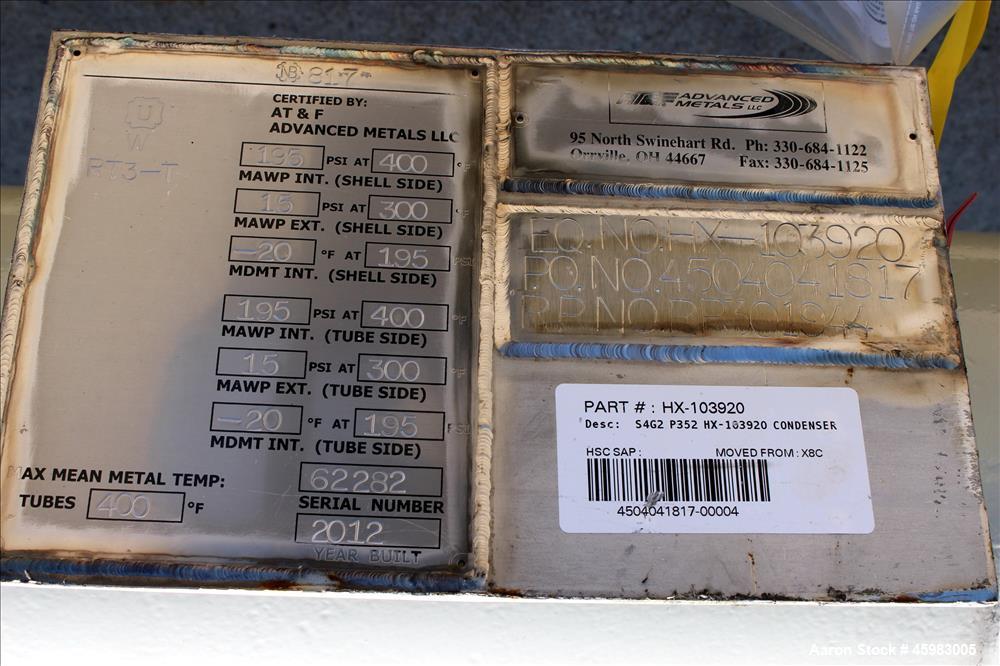 NB 817
U
W
RT3-T
CERTIFIED BY:
AT & F
ADVANCED METALS LLC
195 PSI AT 400 °F
MAWP INT. (SHELL SIDE)
15 PSI AT 300 °F
MAWP EXT. (SHELL SIDE)
-20 °F AT 195 PSI
MDMT INT. (SHELL SIDE)
195 PSI AT 400 °F
MAWP INT. (TUBE SIDE)
15 PSI AT 300 °F
MAWP EXT. (TUBE SIDE)
-20 °F AT 195 PSI
MDMT INT. (TUBE SIDE)
MAX MEAN METAL TEMP:
TUBES 400 °F
62282
SERIAL NUMBER
2012
YEAR BUILT
ADVANCED
METALS LLC
95 North Swinehart Rd. Ph: 330-684-1122
Orrville, OH 44667 Fax: 330-684-1125
EQ.NO.HX-103920
P.O.NO.4504041817
PART # : HX-103920
Desc: S4G2 P352 HX-103920 CONDENSER
HSC SAP : MOVED FROM : X8C
4504041817-00004
Aaron Stock # 45983005